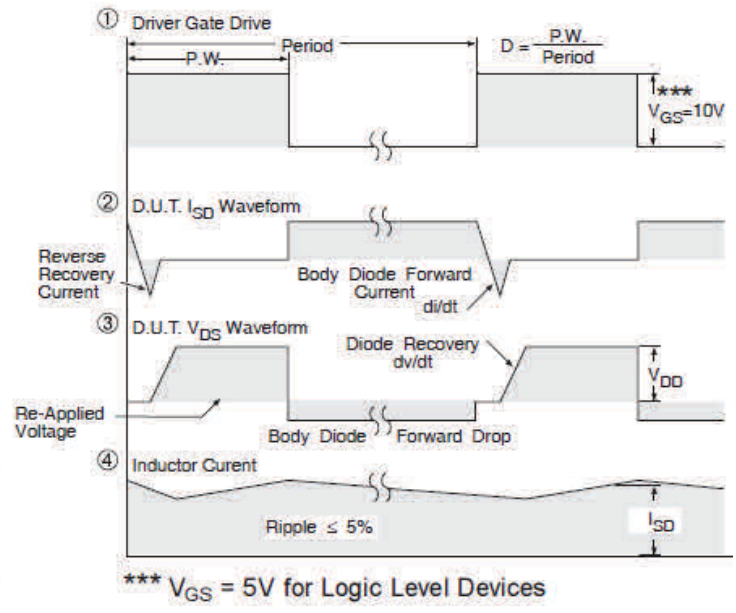 ① Driver Gate Drive
P.W.
Period
D = P.W.
Period
***
VGS=10V
② D.U.T. ISD Waveform
Reverse
Recovery
Current
Body Diode Forward
Current
di/dt
③ D.U.T. VDS Waveform
Diode Recovery
dv/dt
VDD
Re-Applied
Voltage
Body Diode
Forward Drop
④ Inductor Curent
Ripple ≤ 5%
ISD
*** VGS = 5V for Logic Level Devices